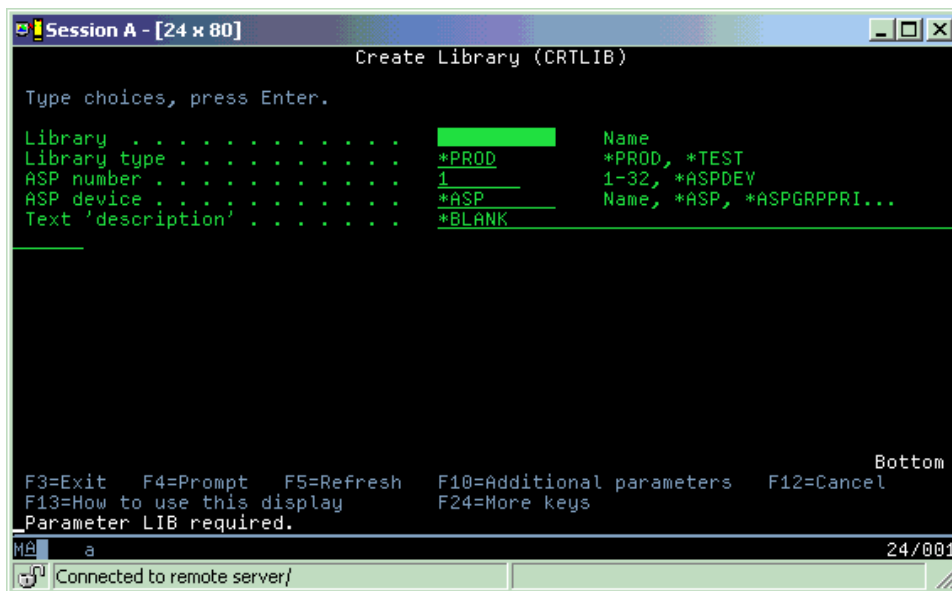 Session A - [24 x 80]
Create Library (CRTLIB)
Type choices, press Enter.
Library . . . . . . . . . . . . Name
Library type . . . . . . . . . . *PROD *PROD, *TEST
ASP number . . . . . . . . . . . 1 1-32, *ASPDEV
ASP device . . . . . . . . . . . *ASP Name, *ASP, *ASPGRPPRI...
Text 'description' . . . . . . . *BLANK
Bottom
F3=Exit F4=Prompt F5=Refresh F10=Additional parameters F12=Cancel
F13=How to use this display F24=More keys
Parameter LIB required.
MA a 24/001
Connected to remote server/